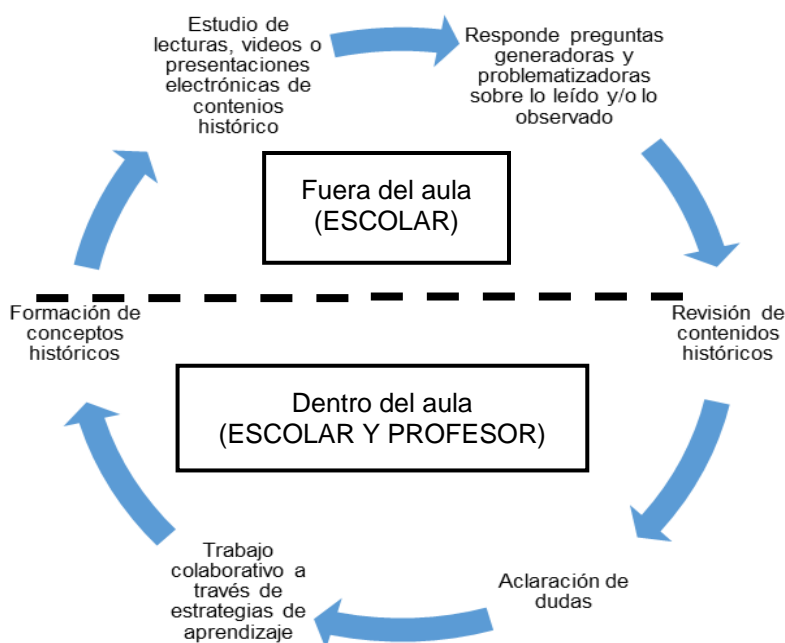 Estudio de
lecturas, videos o
presentaciones
electrónicas de
contenios
histórico
Responde preguntas
generadoras y
problematizadoras
sobre lo leído y/o lo
observado
Fuera del aula
(ESCOLAR)
Formación de
conceptos
históricos
Revisión de
contenidos
históricos
Dentro del aula
(ESCOLAR Y PROFESOR)
Trabajo
colaborativo a
través de
estrategias de
aprendizaje
Aclaración de
dudas